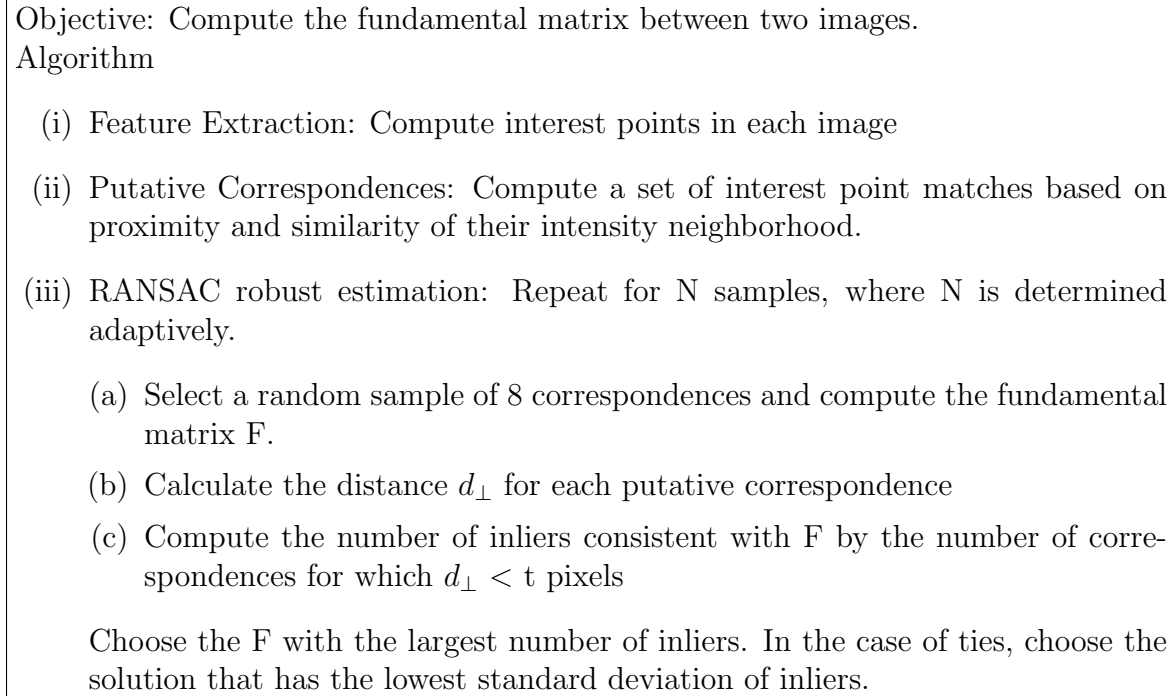 Objective: Compute the fundamental matrix between two images.
Algorithm
(i) Feature Extraction: Compute interest points in each image
(ii) Putative Correspondences: Compute a set of interest point matches based on
proximity and similarity of their intensity neighborhood.
(iii) RANSAC robust estimation: Repeat for N samples, where N is determined
adaptively.
(a) Select a random sample of 8 correspondences and compute the fundamental
matrix F.
(b) Calculate the distance d⊥ for each putative correspondence
(c) Compute the number of inliers consistent with F by the number of corre-
spondences for which d⊥ < t pixels
Choose the F with the largest number of inliers. In the case of ties, choose the
solution that has the lowest standard deviation of inliers.